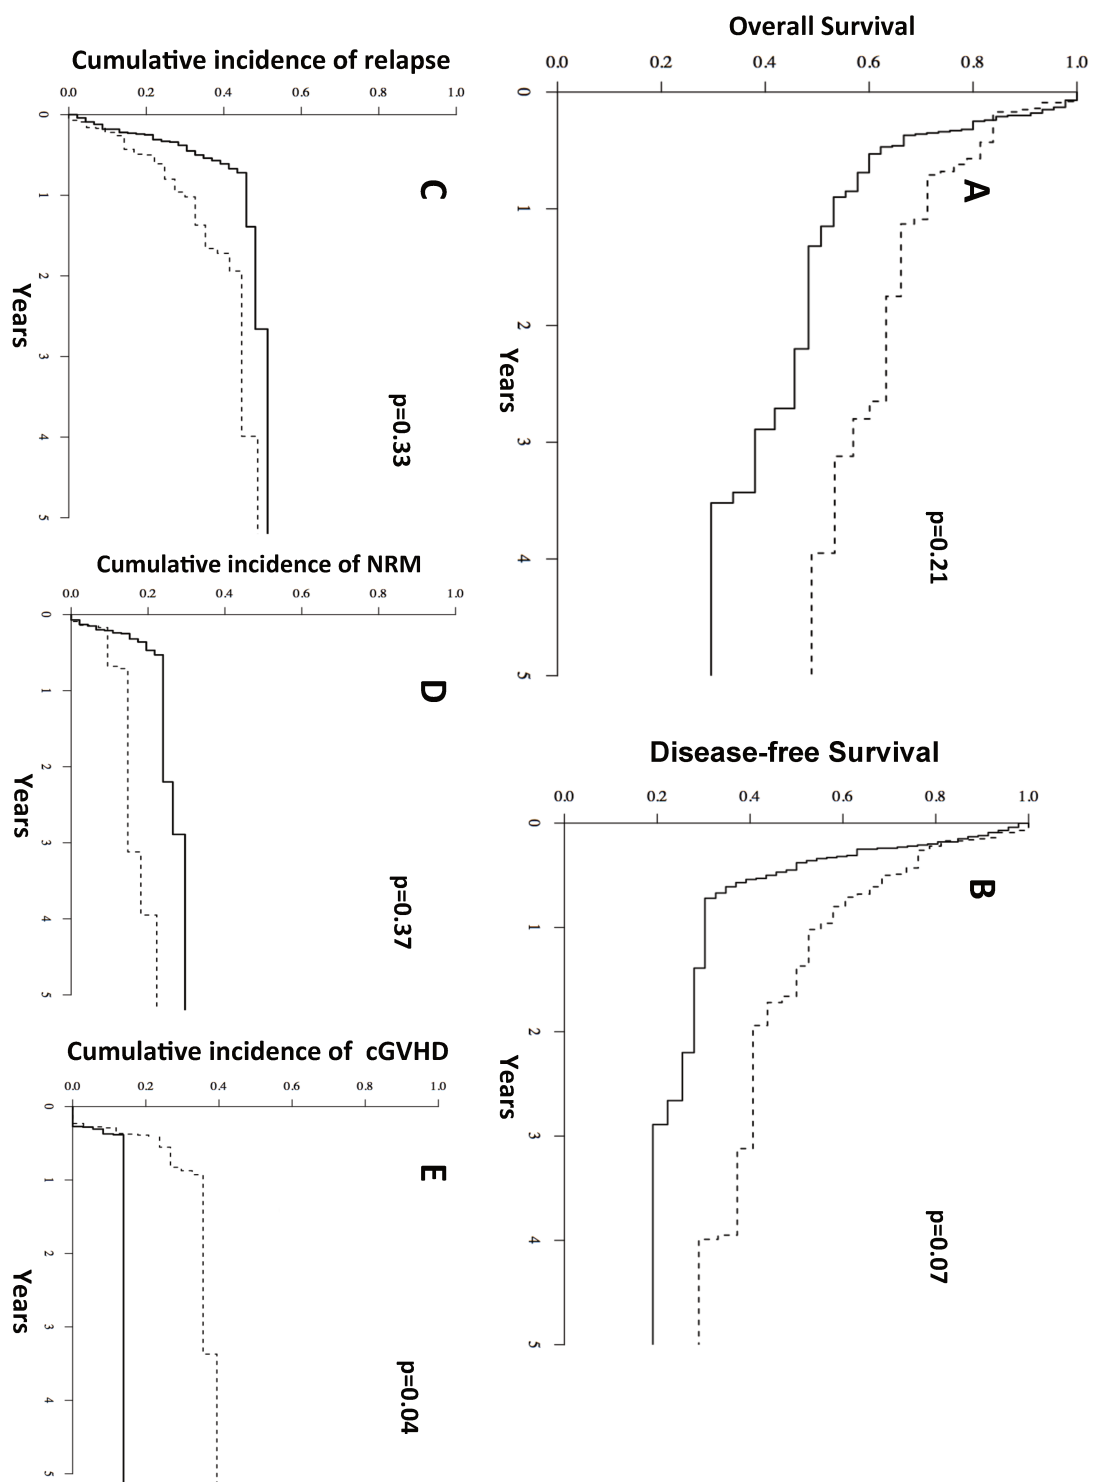 Overall Survival
0.0 0.2 0.4 0.6 0.8 1.0
A
0 1 2 3 4 5
Years
p=0.21
Disease-free Survival
0.0 0.2 0.4 0.6 0.8 1.0
B
0 1 2 3 4 5
Years
p=0.07
Cumulative incidence of relapse
0.0 0.2 0.4 0.6 0.8 1.0
C
0 1 2 3 4 5
Years
p=0.33
Cumulative incidence of NRM
0.0 0.2 0.4 0.6 0.8 1.0
D
0 1 2 3 4 5
Years
p=0.37
Cumulative incidence of cGVHD
0.0 0.2 0.4 0.6 0.8 1.0
E
0 1 2 3 4 5
Years
p=0.04